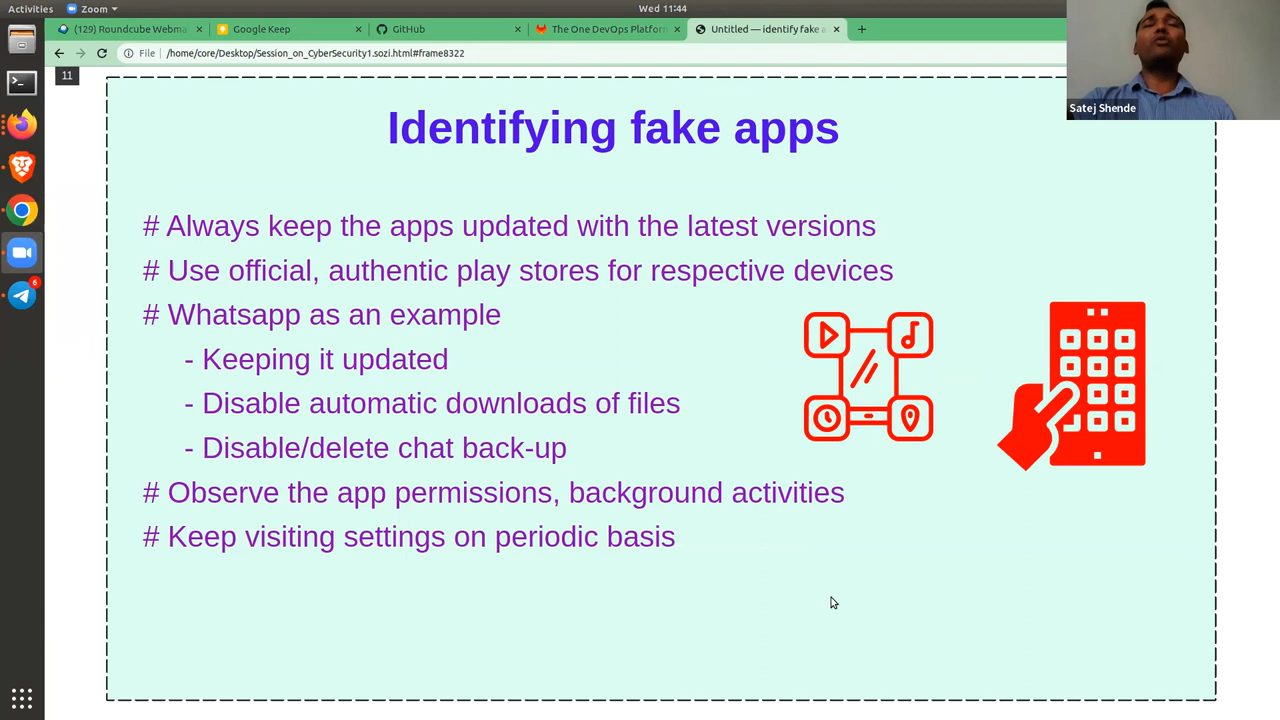 Activities
Zoom
Wed 11:44
(129) Roundcube Webma
Google Keep
GitHub
The One DevOps Platfor
Untitled — identify fake a
File
/home/core/Desktop/Session_on_CyberSecurity1.sozi.html#frame8322
11
Satej Shende
Identifying fake apps
# Always keep the apps updated with the latest versions
# Use official, authentic play stores for respective devices
# Whatsapp as an example
- Keeping it updated
- Disable automatic downloads of files
- Disable/delete chat back-up
# Observe the app permissions, background activities
# Keep visiting settings on periodic basis
6